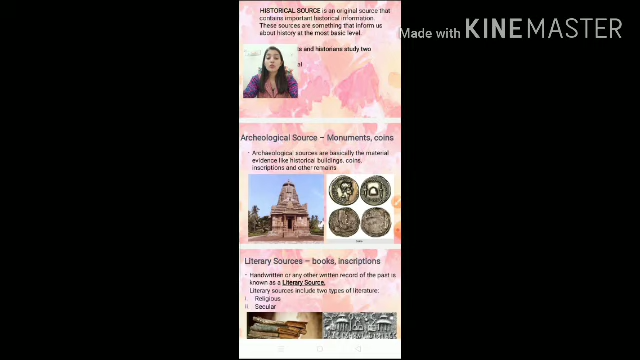 HISTORICAL SOURCE is an original source that
contains important historical information.
These sources are something that inform us
about history at the most basic level.
s and historians study two
al
Archeological Source – Monuments, coins
- Archaeological sources are basically the material
evidence like historical buildings, coins,
inscriptions and other remains
Literary Sources – books, inscriptions
- Handwritten or any other written record of the past is
known as a Literary Source.
Literary sources include two types of literature:
i. Religious
ii. Secular
Made with KINEMASTER